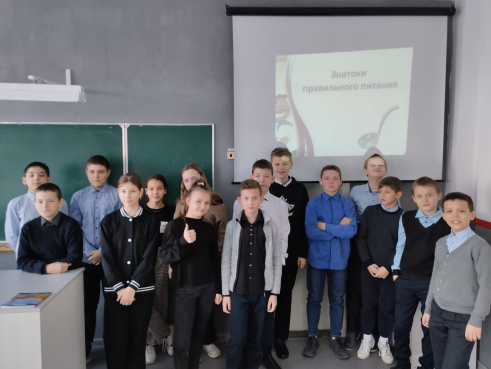 Знатоки
правильного питания